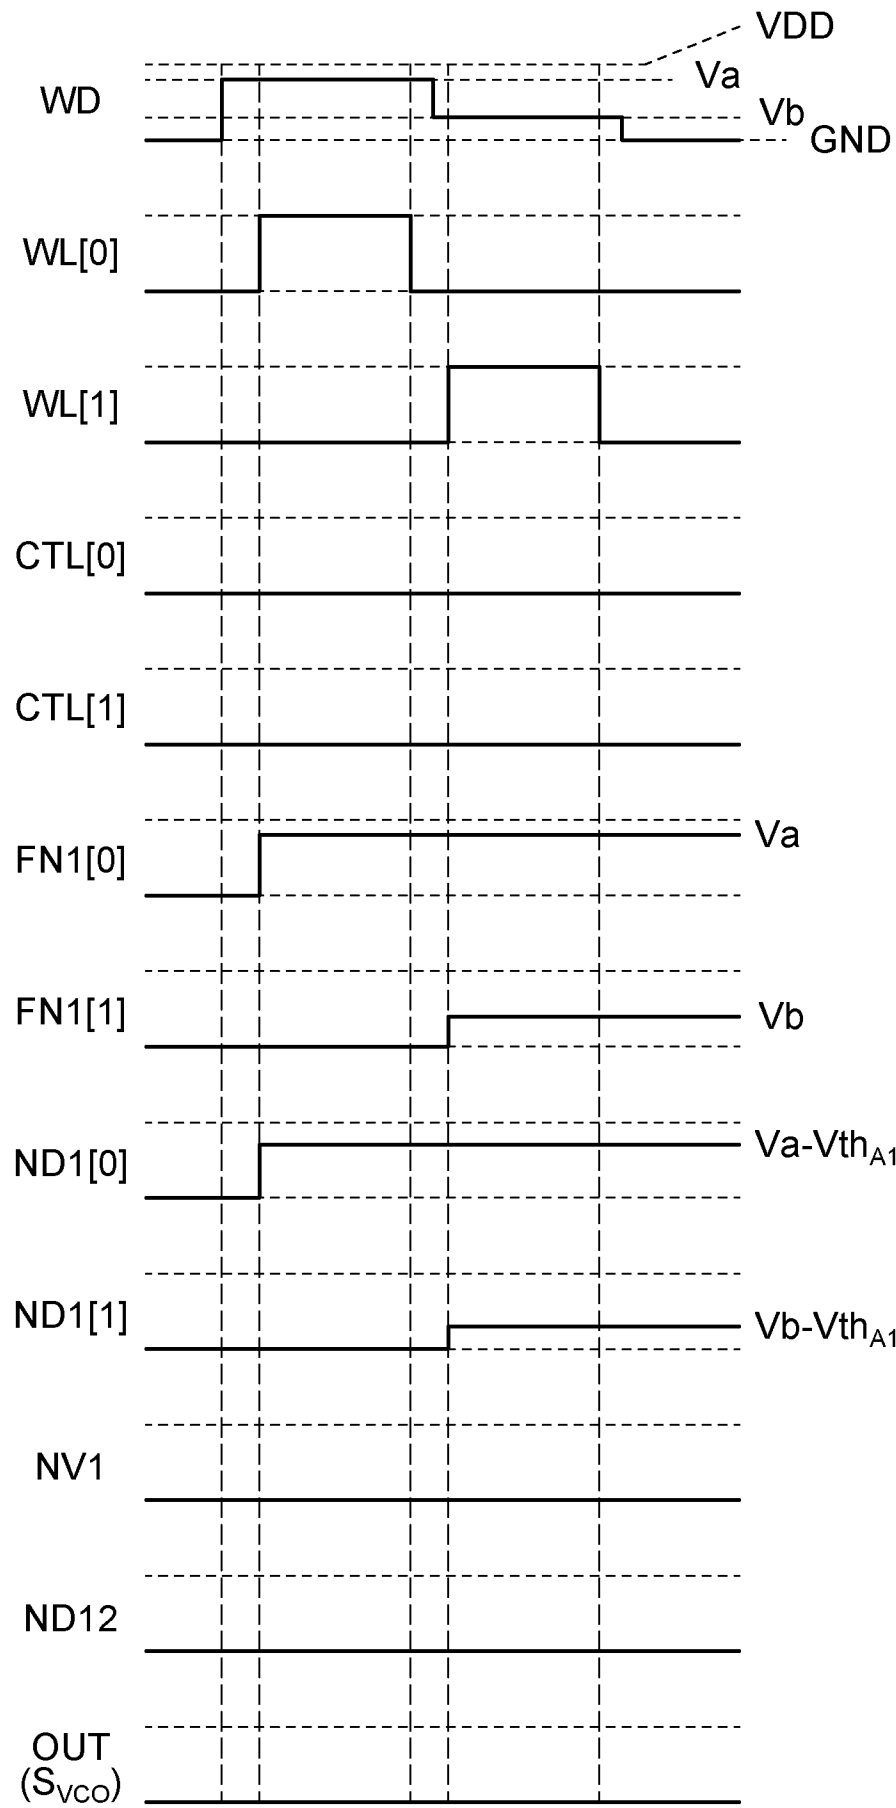 VDD
Va
WD
Vb
GND
WL[0]
WL[1]
CTL[0]
CTL[1]
Va
FN1[0]
FN1[1]
Vb
Va-VthA1
ND1[0]
ND1[1]
Vb-VthA1
NV1
ND12
OUT
(SVCO)